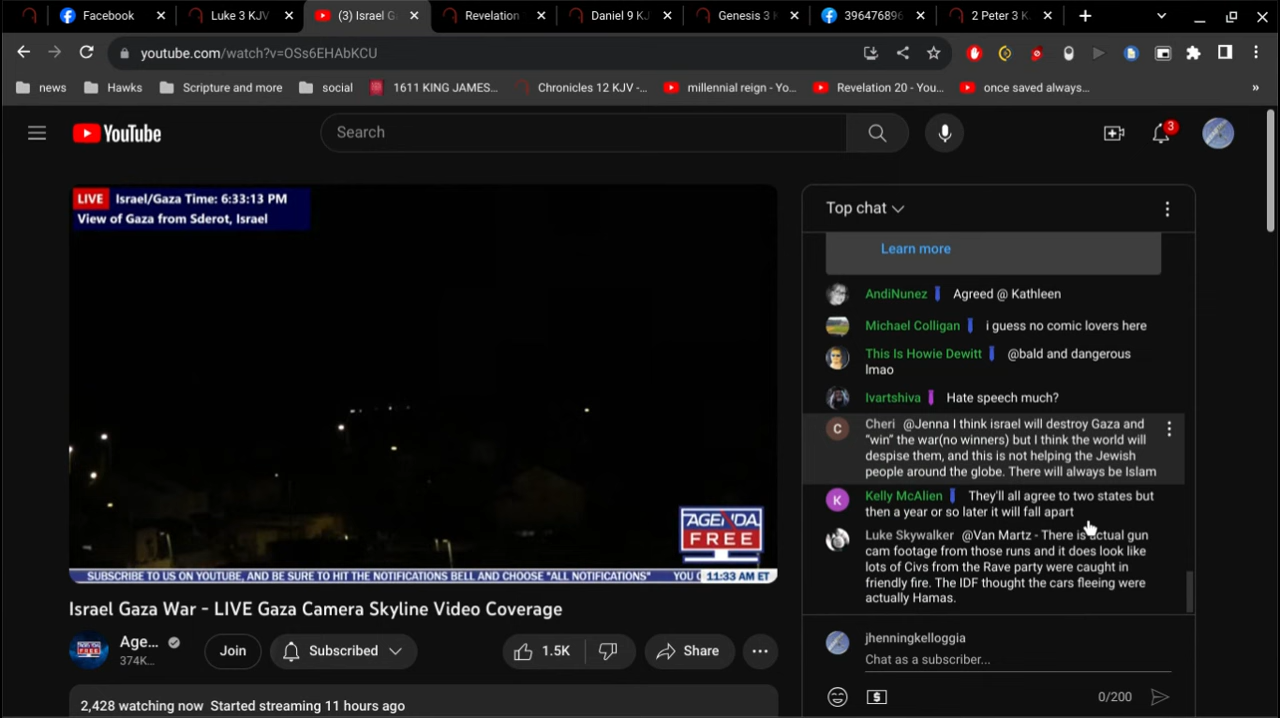 Facebook
Luke 3 KJV
(3) Israel G
Revelation
Daniel 9 KJ
Genesis 3
396476896
2 Peter 3 K
youtube.com/watch?v=OSs6EHAbKCU
news
Hawks
Scripture and more
social
1611 KING JAMES...
Chronicles 12 KJV -...
millennial reign - Yo...
Revelation 20 - You...
once saved always...
»
YouTube
Search
3
LIVE Israel/Gaza Time: 6:33:13 PM
View of Gaza from Sderot, Israel
AGENDA
FREE
SUBSCRIBE TO US ON YOUTUBE, AND BE SURE TO HIT THE NOTIFICATIONS BELL AND CHOOSE "ALL NOTIFICATIONS" YOU 11:33 AM ET
Top chat
Learn more
AndiNunez Agreed @ Kathleen
Michael Colligan i guess no comic lovers here
This Is Howie Dewitt @bald and dangerous
lmao
Ivartshiva Hate speech much?
C
Cheri @Jenna I think israel will destroy Gaza and
"win" the war(no winners) but I think the world will
despise them, and this is not helping the Jewish
people around the globe. There will always be Islam
K
Kelly McAlien They'll all agree to two states but
then a year or so later it will fall apart
Luke Skywalker @Van Martz - There is actual gun
cam footage from those runs and it does look like
lots of Civs from the Rave party were caught in
friendly fire. The IDF thought the cars fleeing were
actually Hamas.
jhenningkelloggia
Chat as a subscriber...
0/200
Israel Gaza War - LIVE Gaza Camera Skyline Video Coverage
Age...
374K...
Join
Subscribed
1.5K
Share
2,428 watching now Started streaming 11 hours ago